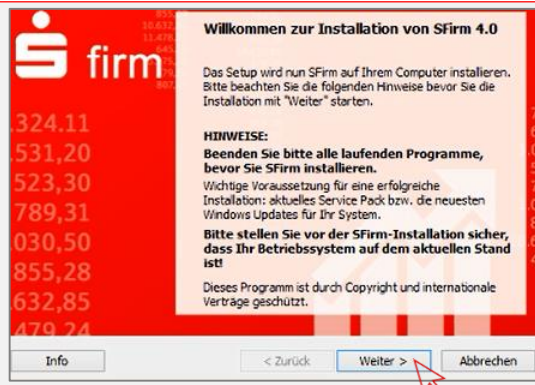 firm
Willkommen zur Installation von SFirm 4.0
Das Setup wird nun SFirm auf Ihrem Computer installieren.
Bitte beachten Sie die folgenden Hinweise bevor Sie die
Installation mit "Weiter" starten.
HINWEISE:
Beenden Sie bitte alle laufenden Programme,
bevor Sie SFirm installieren.
Wichtige Voraussetzung für eine erfolgreiche
Installation: aktuelles Service Pack bzw. die neuesten
Windows Updates für Ihr System.
Bitte stellen Sie vor der SFirm-Installation sicher,
dass Ihr Betriebssystem auf dem aktuellen Stand
ist!
Dieses Programm ist durch Copyright und internationale
Verträge geschützt.
.324.11
.531,20
523,30
789,31
.030,50
.855,28
.632,85
.479.24
Info
< Zurück
Weiter >
Abbrechen